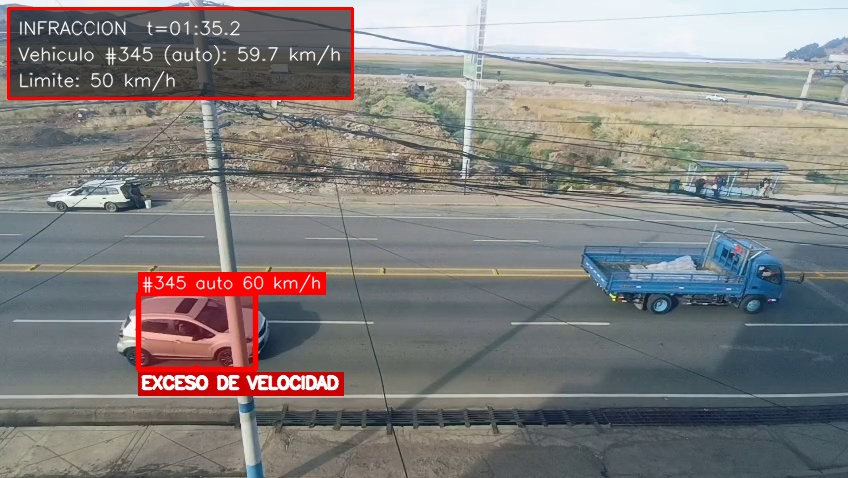 INFRACCION t=01:35.2
Vehiculo #345 (auto): 59.7 km/h
Limite: 50 km/h
#345 auto 60 km/h
EXCESO DE VELOCIDAD